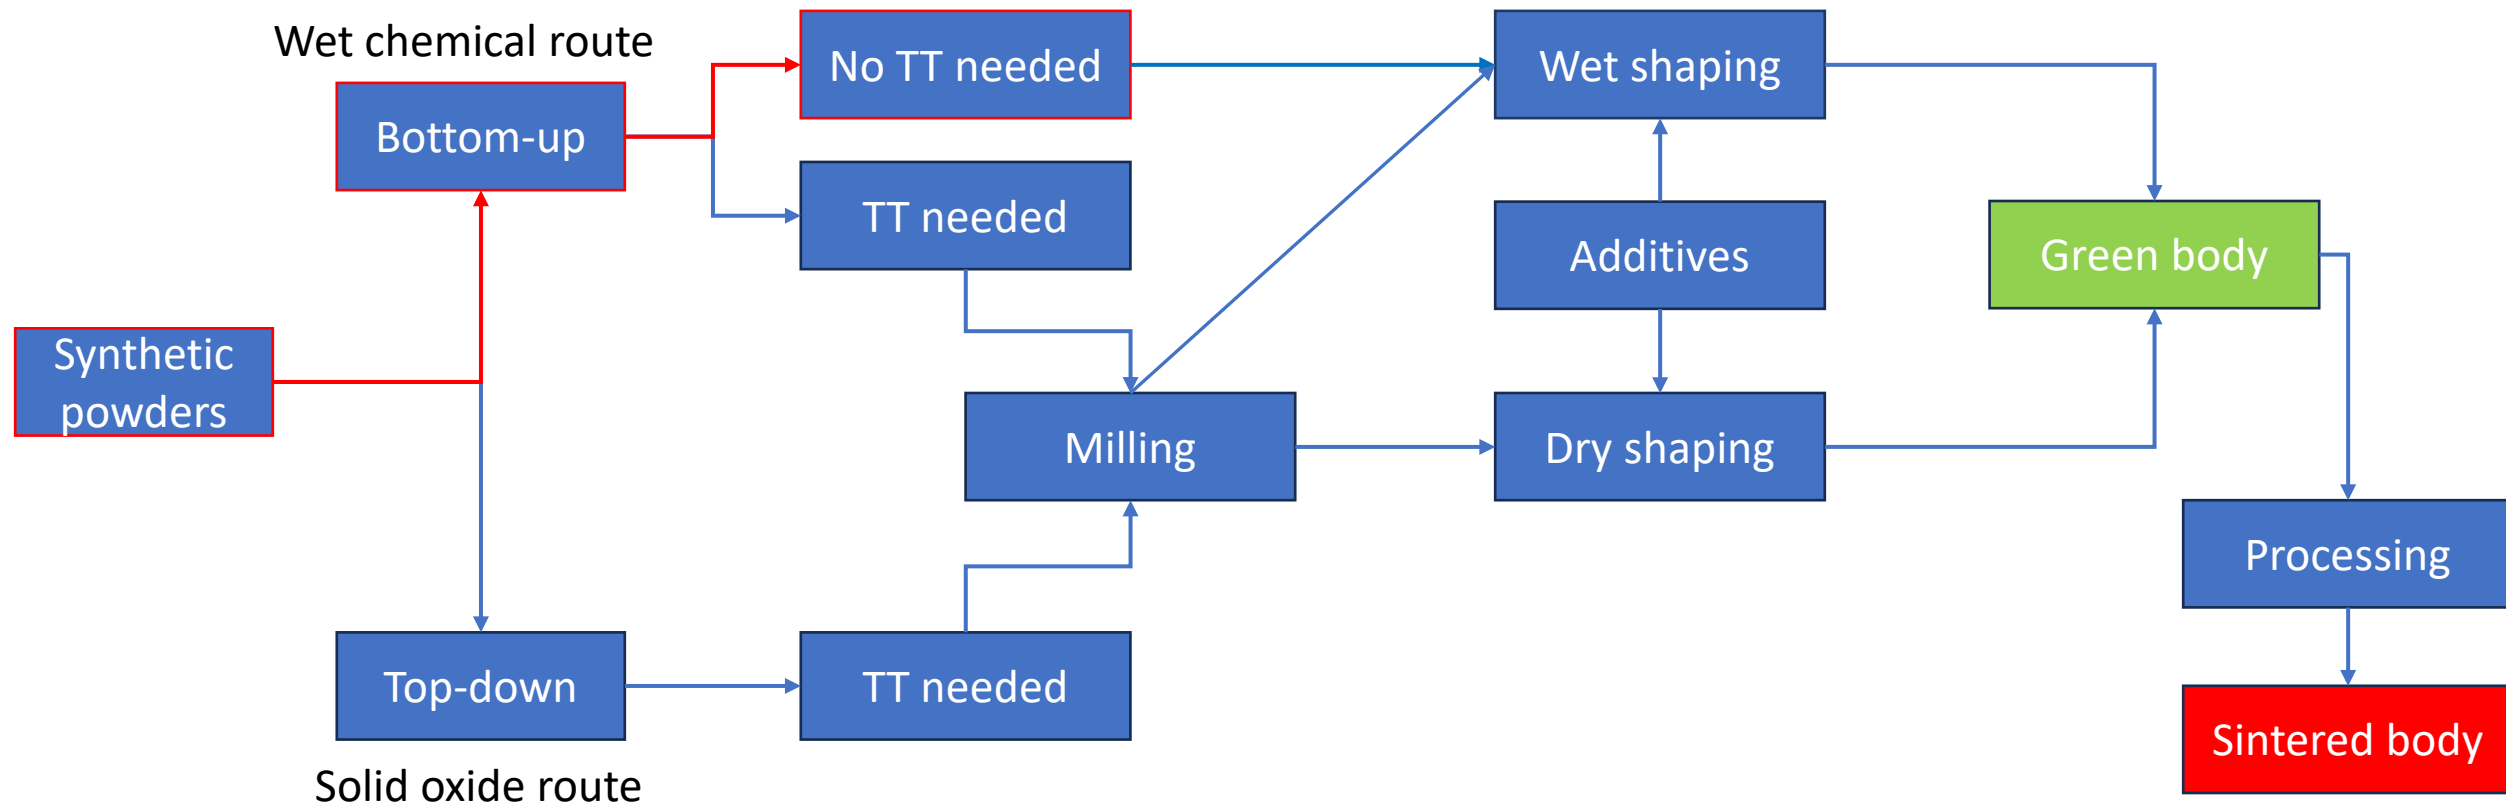 Wet chemical route
No TT needed
Wet shaping
Bottom-up
TT needed
Additives
Green body
Synthetic
powders
Milling
Dry shaping
Processing
Top-down
TT needed
Sintered body
Solid oxide route